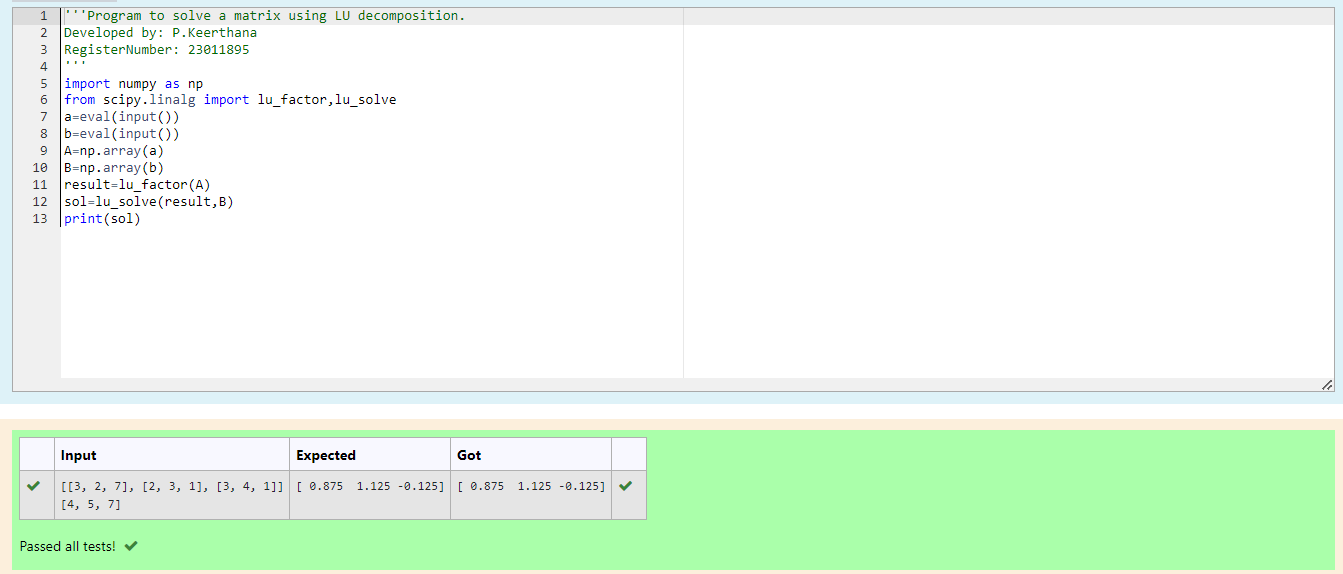 1 '''Program to solve a matrix using LU decomposition.
2 Developed by: P.Keerthana
3 RegisterNumber: 23011895
4 '''
5 import numpy as np
6 from scipy.linalg import lu_factor,lu_solve
7 a=eval(input())
8 b=eval(input())
9 A=np.array(a)
10 B=np.array(b)
11 result=lu_factor(A)
12 sol=lu_solve(result,B)
13 print(sol)
Input Expected Got
[[3, 2, 7], [2, 3, 1], [3, 4, 1]] [ 0.875  1.125 -0.125] [ 0.875  1.125 -0.125]
[4, 5, 7]
Passed all tests!